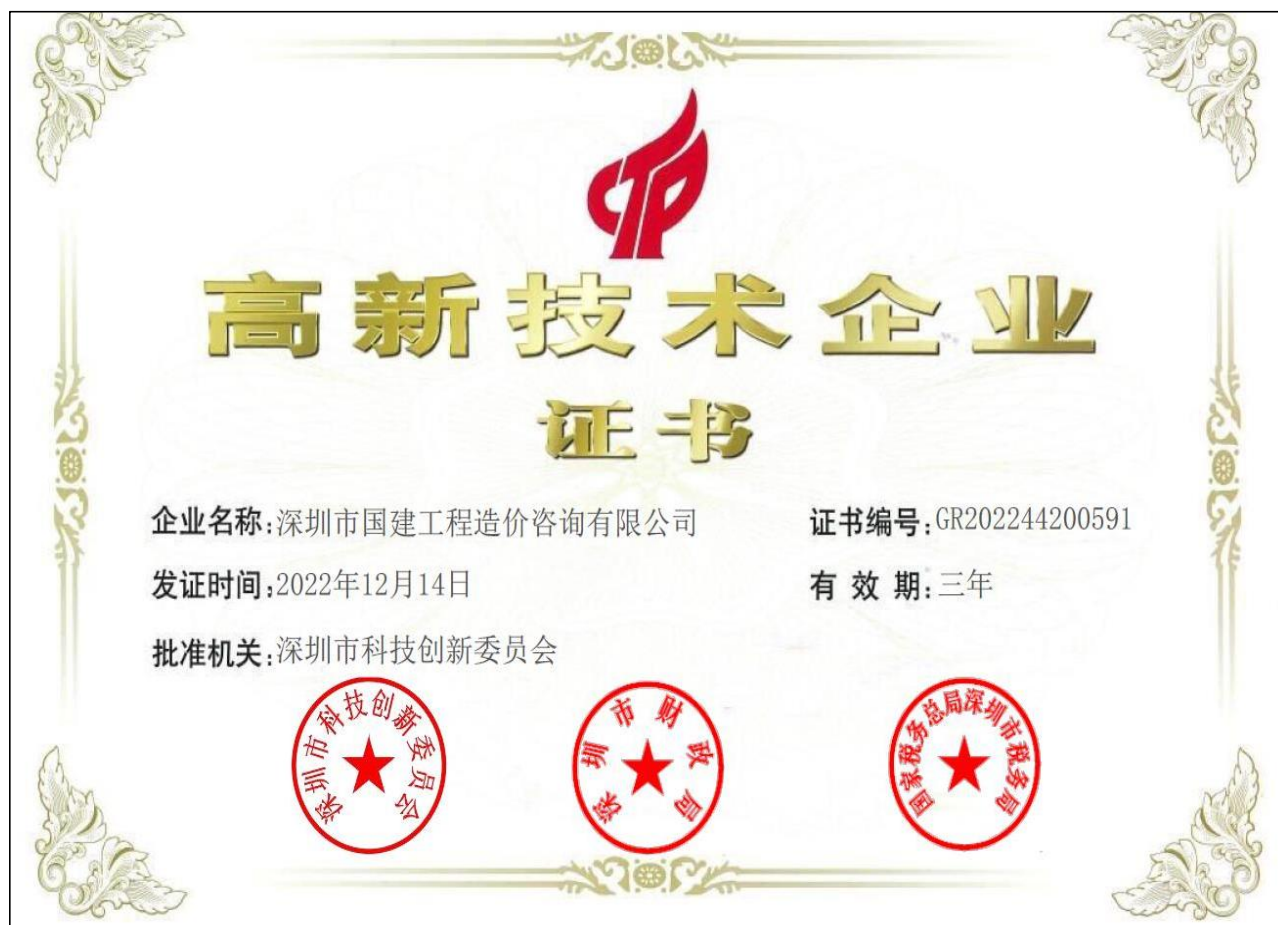 CTP
高新技术企业
证书
企业名称:深圳市国建工程造价咨询有限公司
证书编号:GR202244200591
发证时间:2022年12月14日
有效期:三年
批准机关:深圳市科技创新委员会
深圳市科技创新委员会
深圳市财政局
国家税务总局深圳市税务局